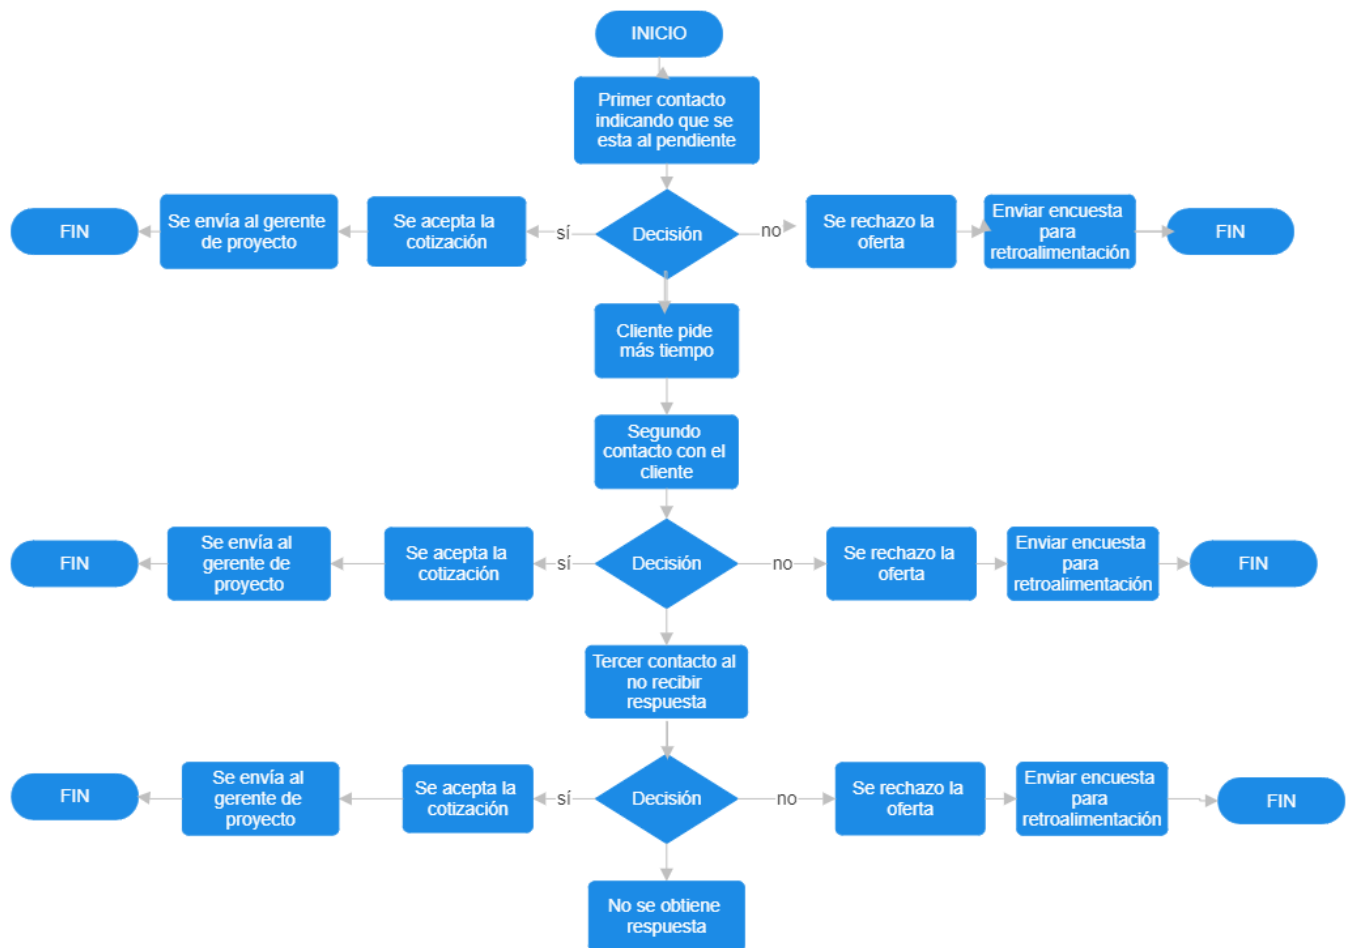 INICIO
Primer contacto
indicando que se
esta al pendiente
FIN
Se envía al gerente
de proyecto
Se acepta la
cotización
sí
Decisión
no
Se rechazo la
oferta
Enviar encuesta
para
retroalimentación
FIN
Cliente pide
más tiempo
Segundo
contacto con el
cliente
FIN
Se envía al
gerente de
proyecto
Se acepta la
cotización
sí
Decisión
no
Se rechazo la
oferta
Enviar encuesta
para
retroalimentación
FIN
Tercer contacto al
no recibir
respuesta
FIN
Se envía al
gerente de
proyecto
Se acepta la
cotización
sí
Decisión
no
Se rechazo la
oferta
Enviar encuesta
para
retroalimentación
FIN
No se obtiene
respuesta